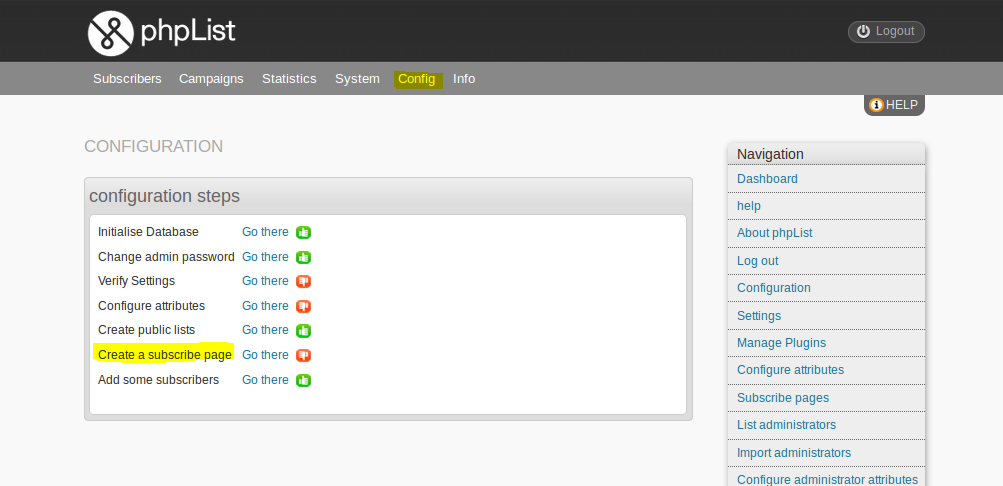 phpList
Logout
Subscribers Campaigns Statistics System Config Info
HELP
CONFIGURATION
configuration steps
Initialise Database Go there
Change admin password Go there
Verify Settings Go there
Configure attributes Go there
Create public lists Go there
Create a subscribe page Go there
Add some subscribers Go there
Navigation
Dashboard
help
About phpList
Log out
Configuration
Settings
Manage Plugins
Configure attributes
Subscribe pages
List administrators
Import administrators
Configure administrator attributes